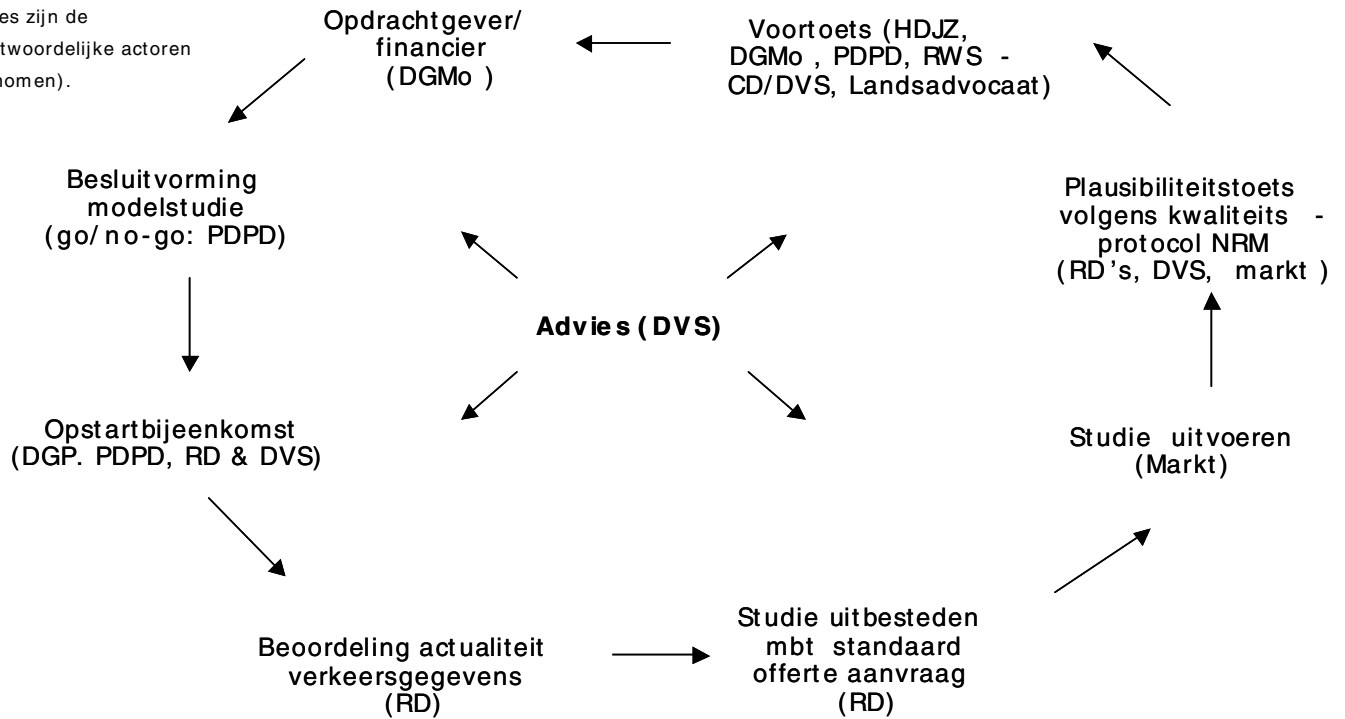 es zijn de
twoordelijke actoren
nomen).
Opdrachtgever/
financier
(DGMo )
Voortoets (HDJZ,
DGMo , PDPD, RWS -
CD/DVS, Landsadvocaat)
Besluitvorming
modelstudie
(go/no-go: PDPD)
Plausibiliteitstoets
volgens kwaliteits -
protocol NRM
(RD's, DVS, markt )
Advies (DVS)
Opstartbijeenkomst
(DGP. PDPD, RD & DVS)
Studie uitvoeren
(Markt)
Beoordeling actualiteit
verkeersgegevens
(RD)
Studie uitbesteden
mbt standaard
offerte aanvraag
(RD)